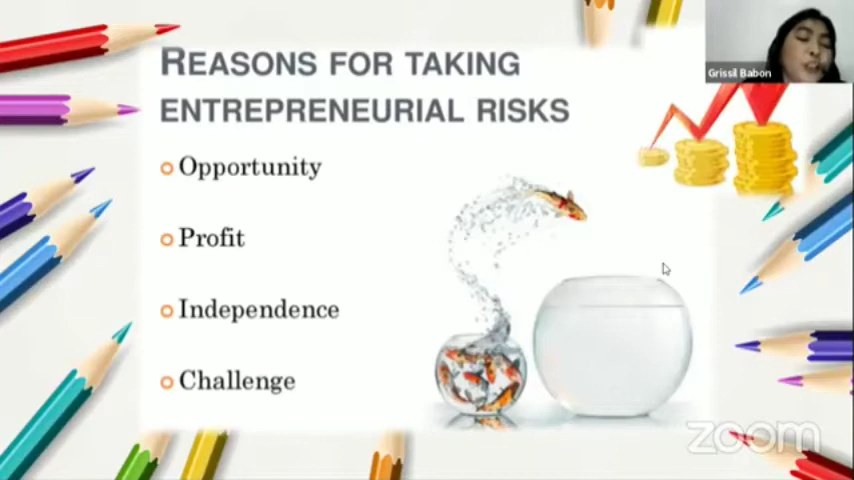 REASONS FOR TAKING
ENTREPRENEURIAL RISKS
Opportunity
Profit
Independence
Challenge
Grissil Babon
zoom